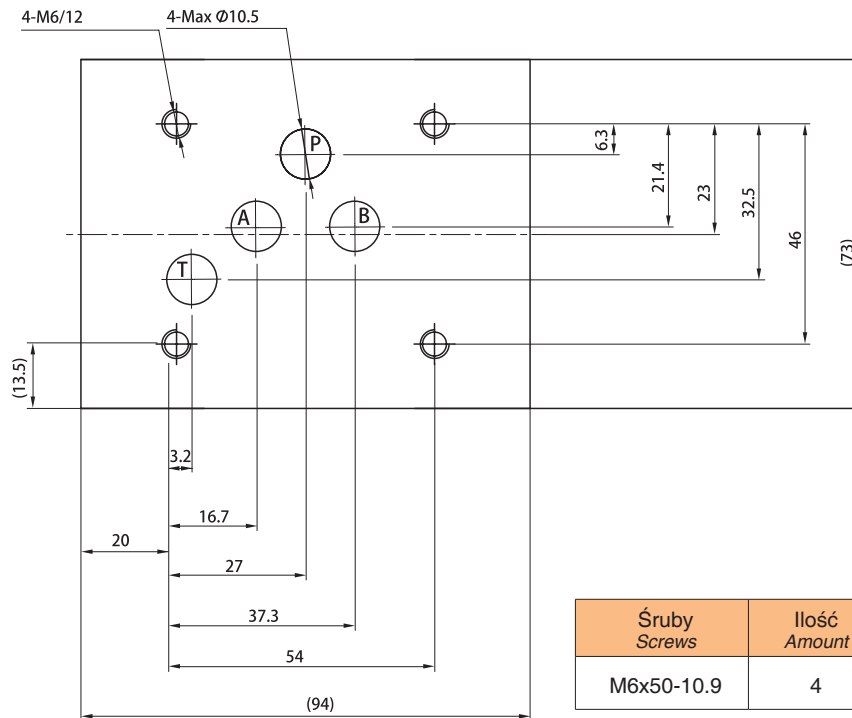 4-M6/12
4-Max Ø10.5
P
A
B
T
6.3
21.4
23
32.5
46
(73)
(13.5)
3.2
16.7
20
27
37.3
54
(94)
Śruby
Screws
Ilość
Amount
M6x50-10.9
4